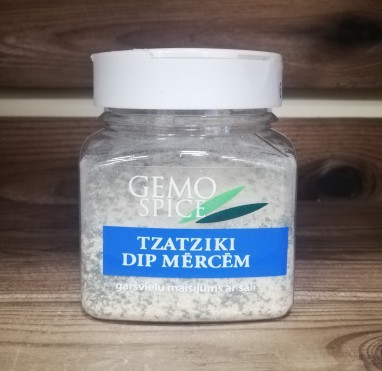 GEMO
SPICE
TZATZIKI
DIP MĒRCĒM
garšvielu maisījums ar sāli